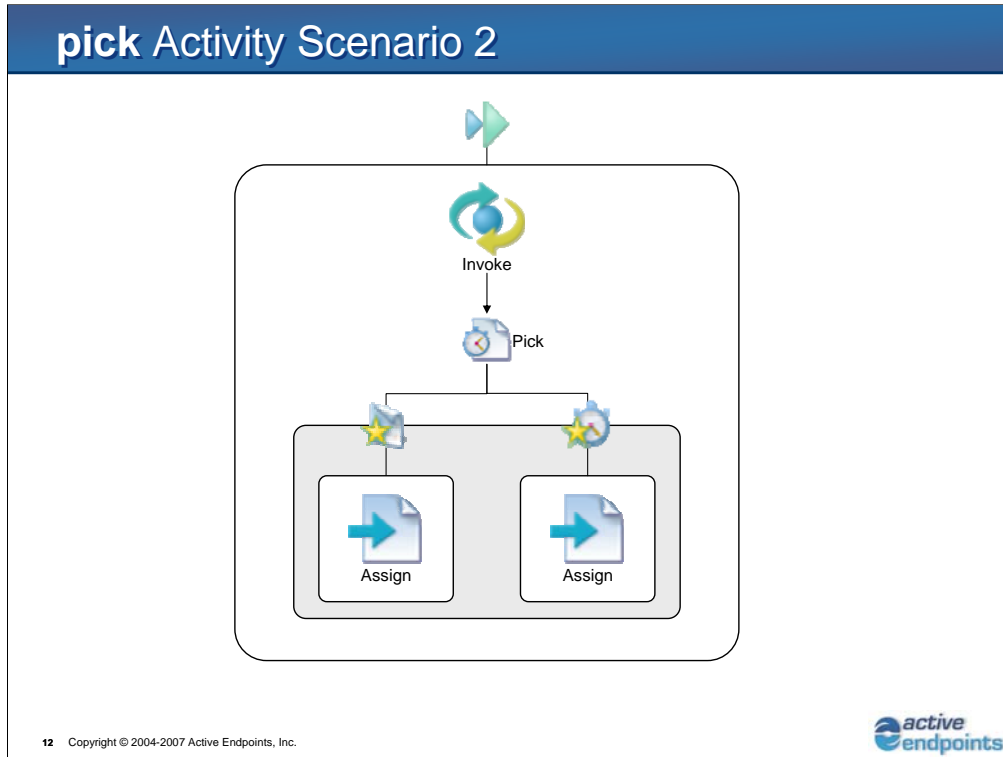 pick Activity Scenario 2
Invoke
Pick
Assign
Assign
12 Copyright © 2004-2007 Active Endpoints, Inc.
active
endpoints